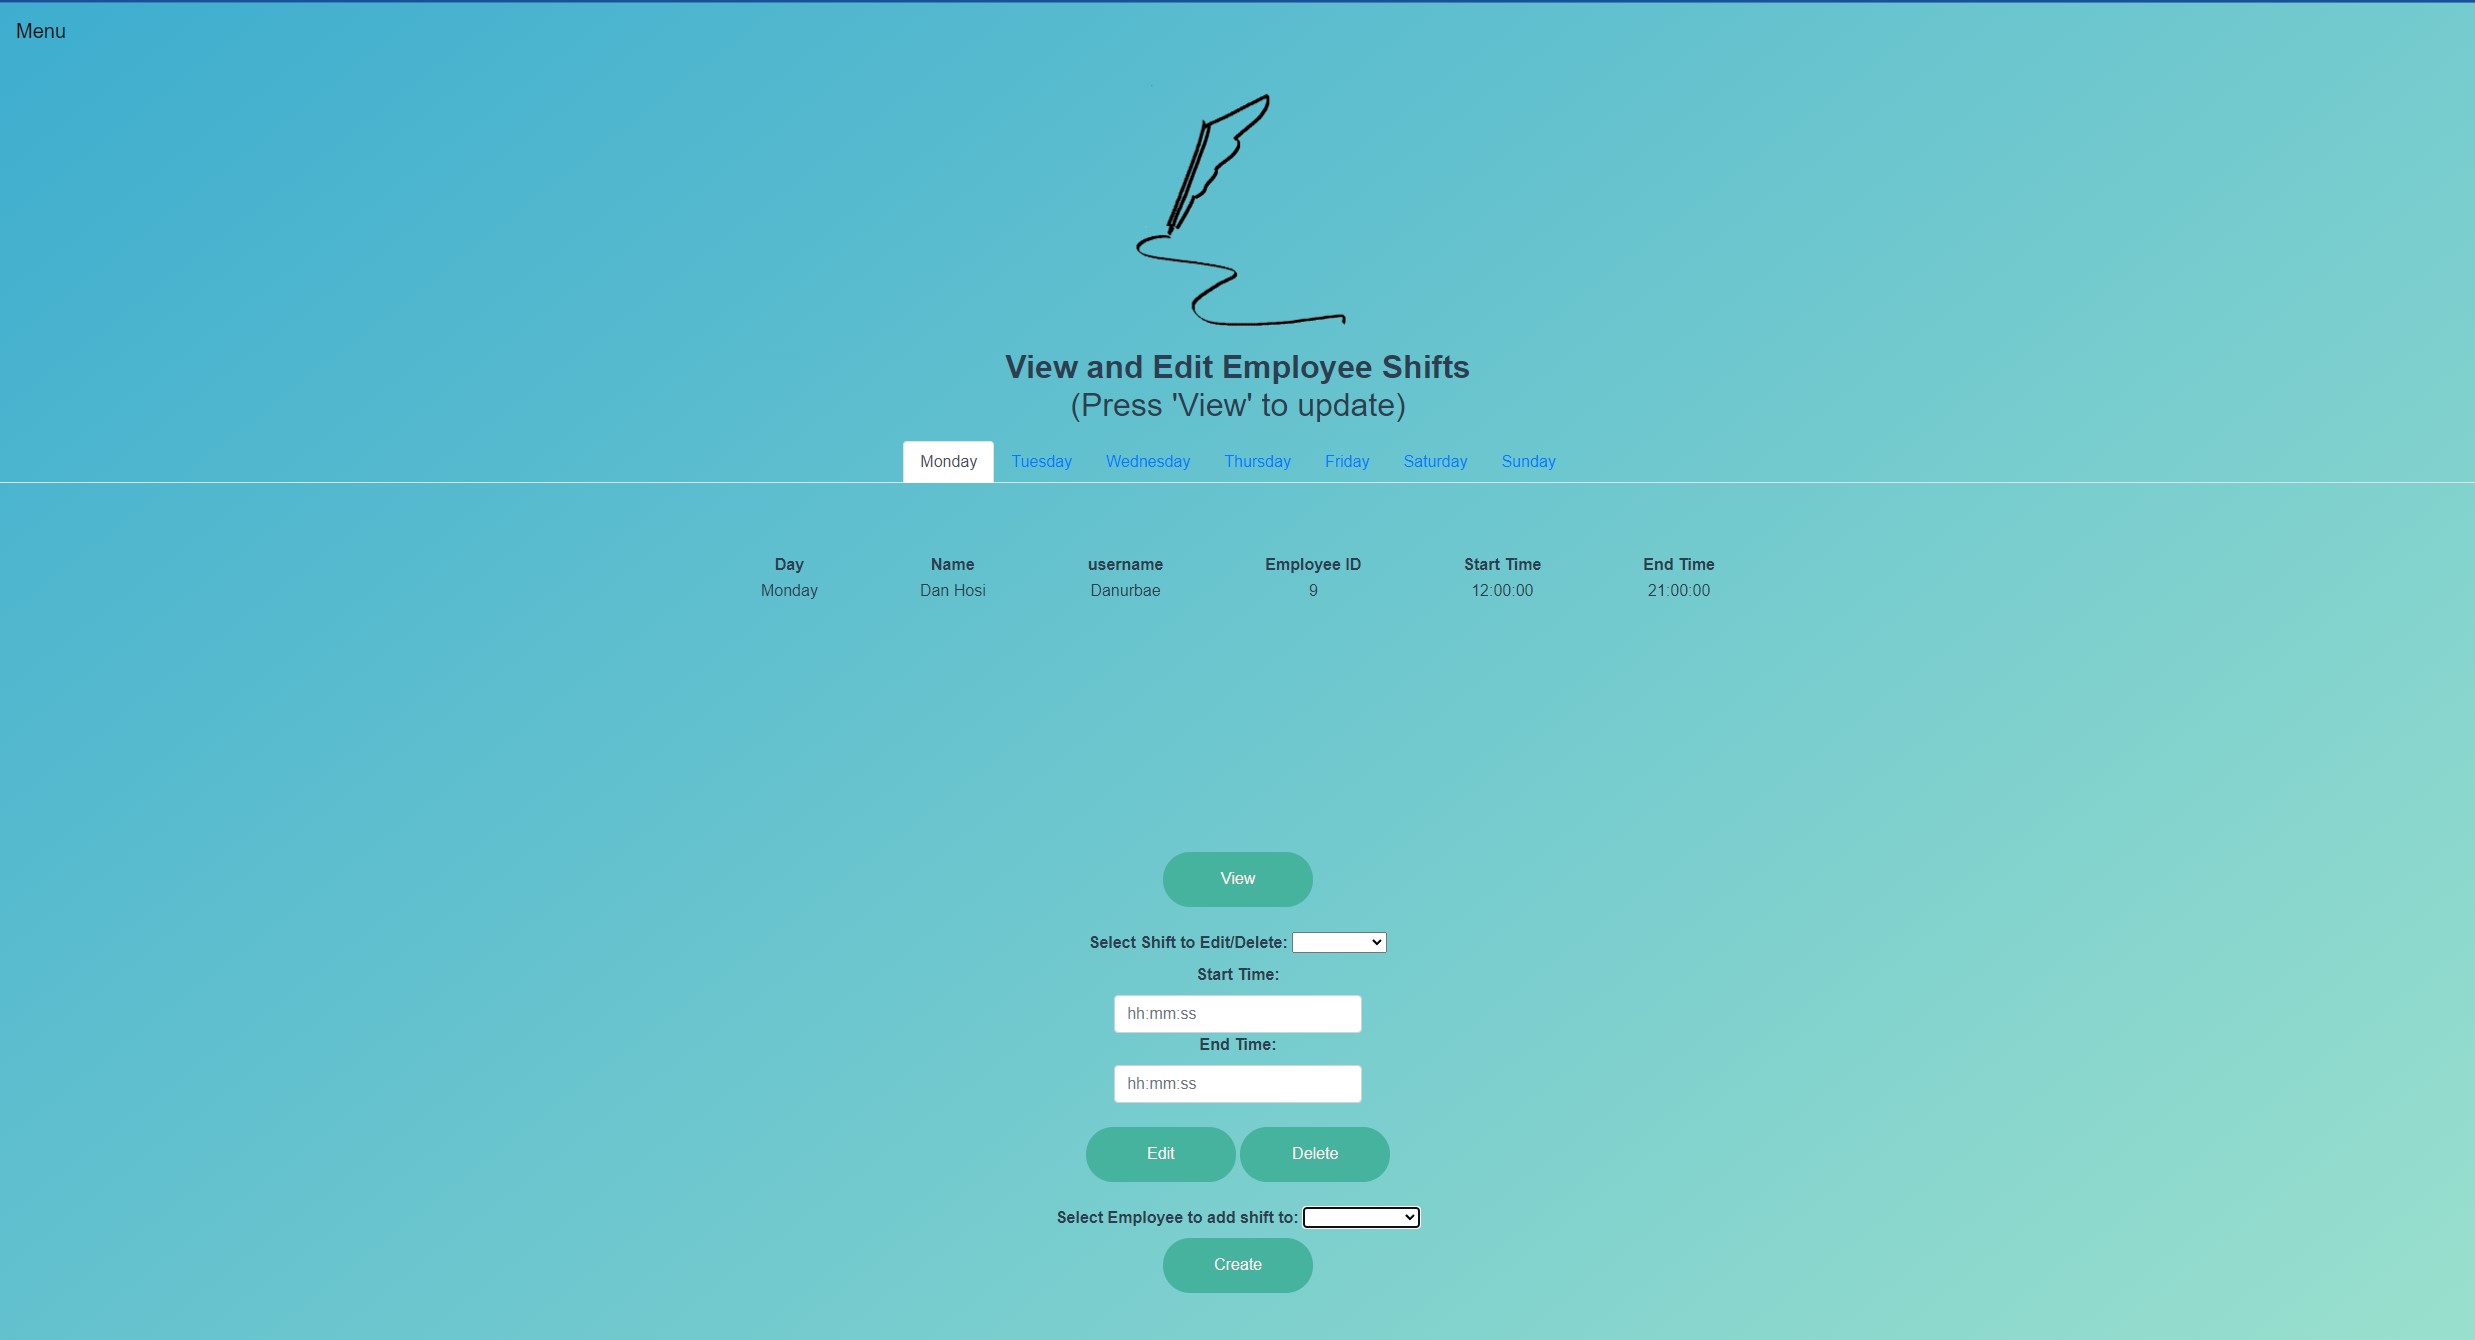 Menu
View and Edit Employee Shifts
(Press 'View' to update)
Monday Tuesday Wednesday Thursday Friday Saturday Sunday
Day Name username Employee ID Start Time End Time
Monday Dan Hosi Danurbae 9 12:00:00 21:00:00
View
Select Shift to Edit/Delete:
Start Time:
hh:mm:ss
End Time:
hh:mm:ss
Edit Delete
Select Employee to add shift to:
Create